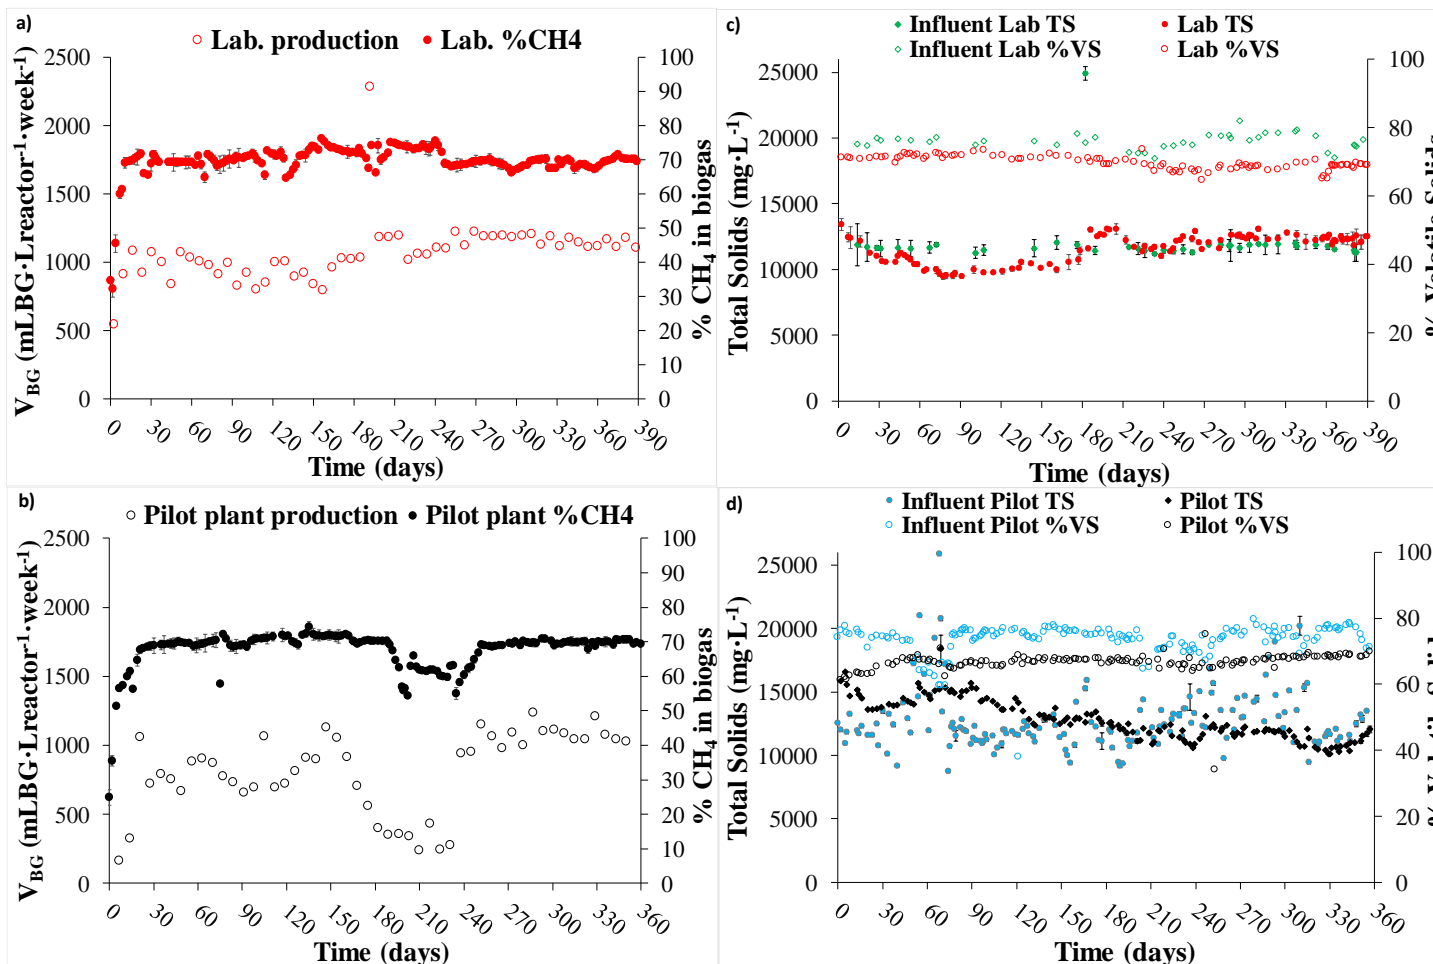 a)
Lab. production Lab. %CH4
V_BG (mLBG·Lreactor⁻¹·week⁻¹)
2500
2000
1500
1000
500
0
100
90
80
70
60
50
40
30
20
10
0
% CH₄ in biogas
0 30 60 90 120 150 180 210 240 270 300 330 360 390
Time (days)
b)
Pilot plant production Pilot plant %CH4
V_BG (mLBG·Lreactor⁻¹·week⁻¹)
2500
2000
1500
1000
500
0
100
90
80
70
60
50
40
30
20
10
0
% CH₄ in biogas
0 30 60 90 120 150 180 210 240 270 300 330 360
Time (days)
c)
Influent Lab TS Lab TS
Influent Lab %VS Lab %VS
Total Solids (mg·L⁻¹)
25000
20000
15000
10000
5000
0
100
80
60
40
20
0
% Volatile Solids
0 30 60 90 120 150 180 210 240 270 300 330 360 390
Time (days)
d)
Influent Pilot TS Pilot TS
Influent Pilot %VS Pilot %VS
Total Solids (mg·L⁻¹)
25000
20000
15000
10000
5000
0
100
80
60
40
20
0
0 30 60 90 120 150 180 210 240 270 300 330 360
Time (days)